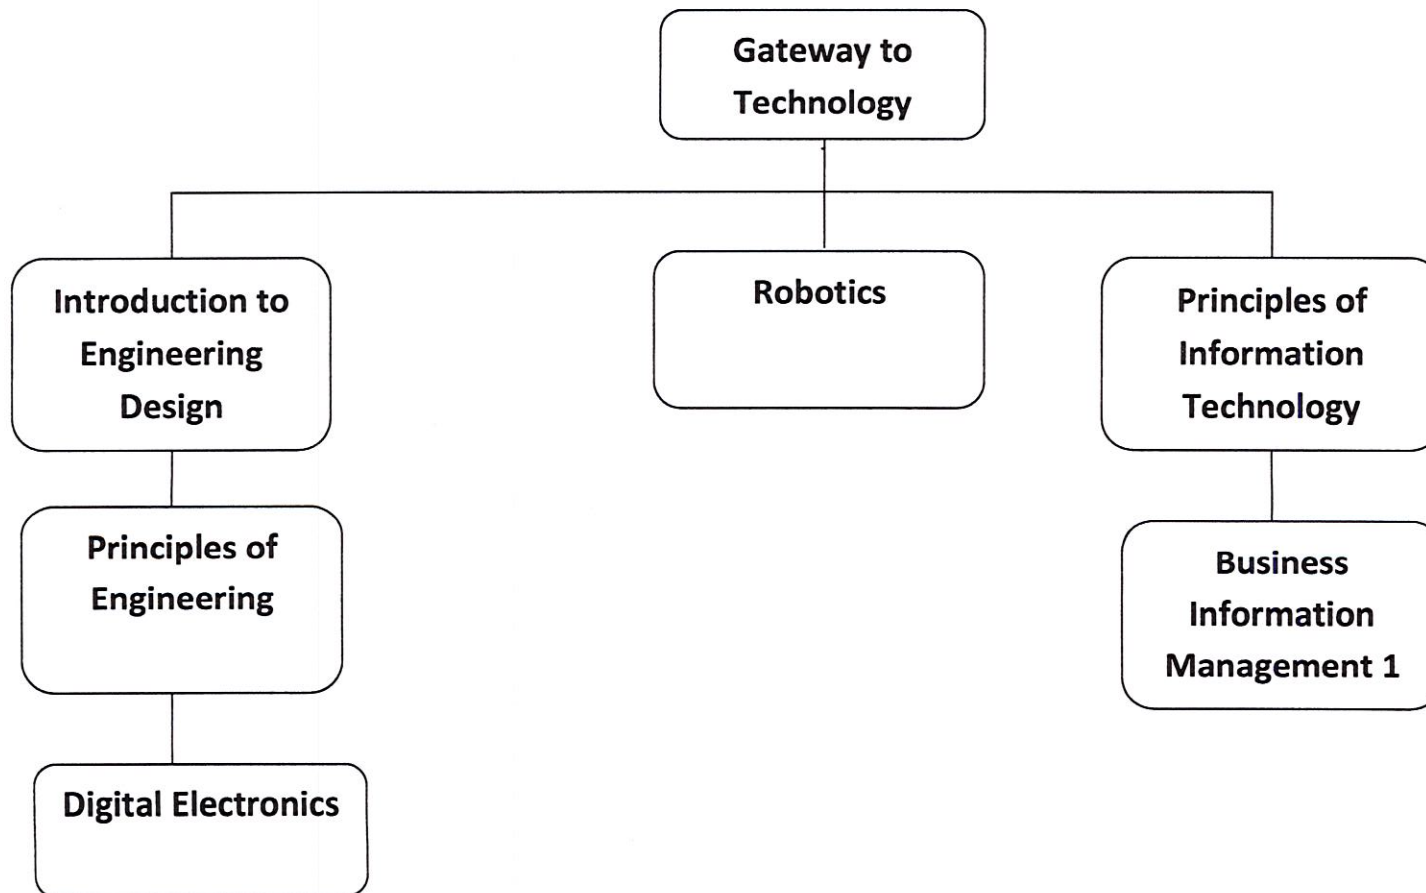 Gateway to
Technology
Introduction to
Engineering
Design
Robotics
Principles of
Information
Technology
Principles of
Engineering
Business
Information
Management 1
Digital Electronics